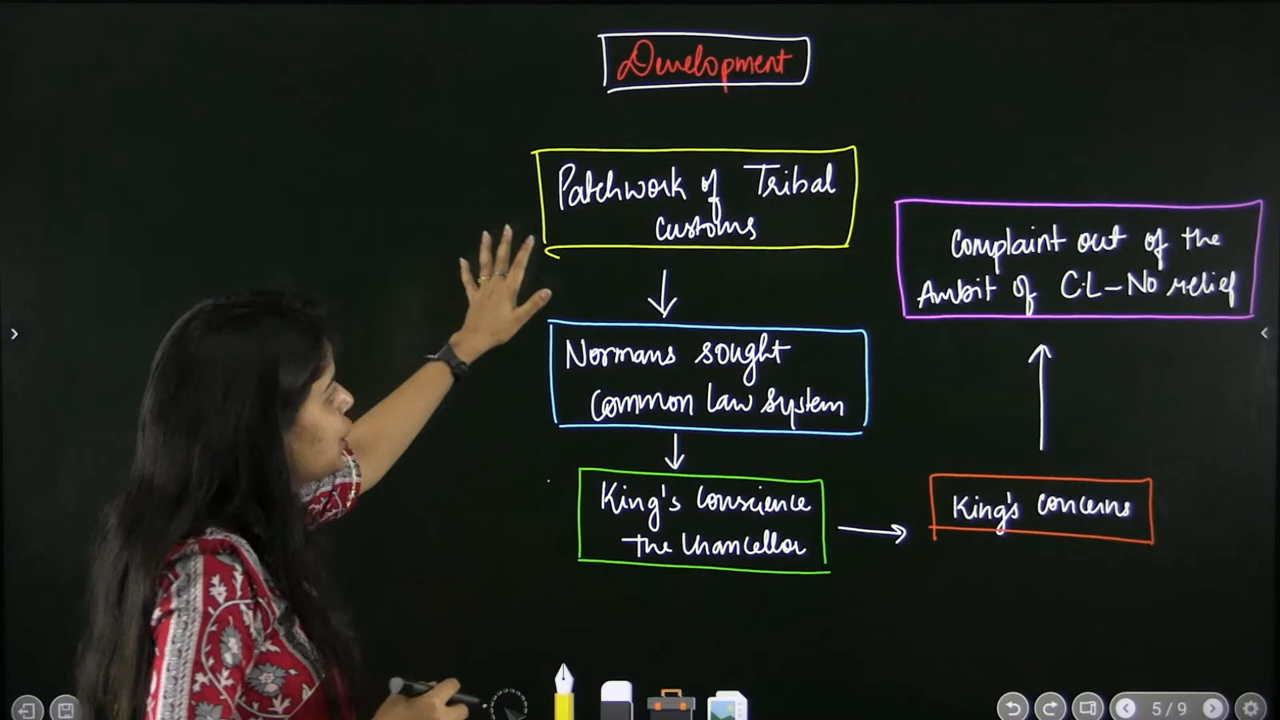 Development
Patchwork of Tribal
Customs
Normans sought
Common Law System
King's Conscience
The Chancellor
King's concerns
Complaint out of the
Ambit of C.L - No relief
5/9